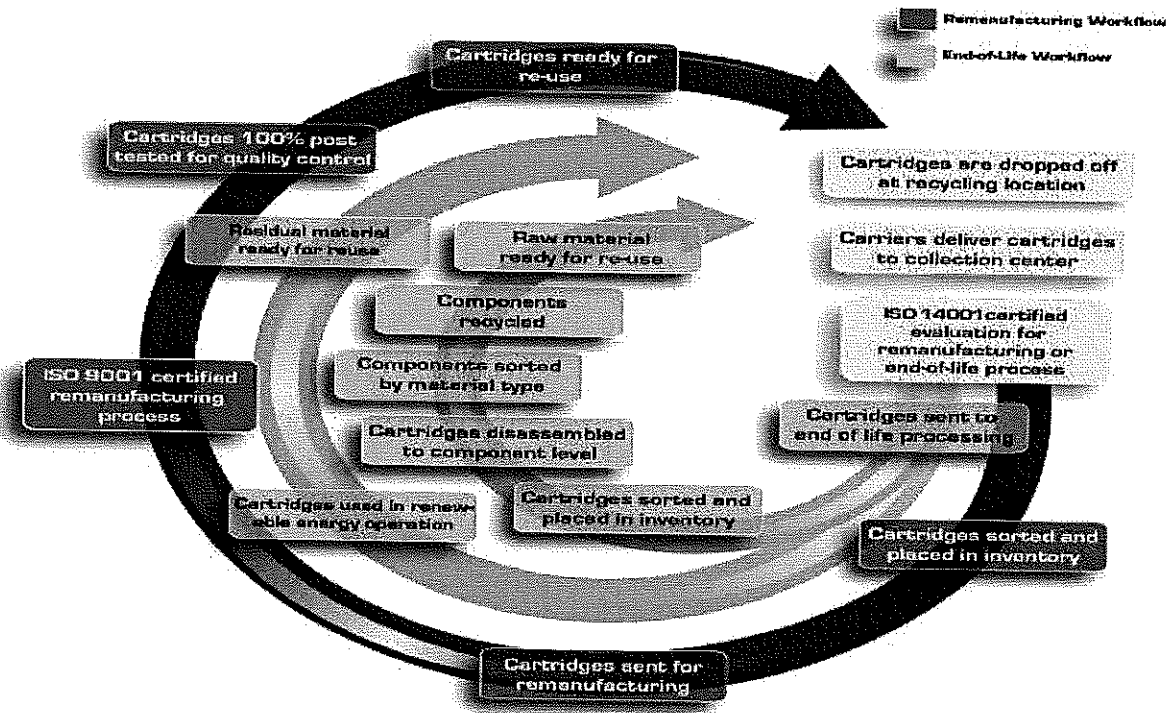 Remanufacturing Workflow
End-of-Life Workflow
Cartridges ready for
re-use
Cartridges 100% post
tested for quality control
Cartridges are dropped off
at recycling location
Residual material
ready for reuse
Raw material
ready for re-use
Carriers deliver cartridges
to collection center
Components
recycled
ISO 14001 certified
evaluation for
remanufacturing or
end-of-life process
ISO 9001 certified
remanufacturing
process
Components sorted
by material type
Cartridges sent to
end of life processing
Cartridges disassembled
to component level
Cartridges used in renew-
able energy operation
Cartridges sorted and
placed in inventory
Cartridges sorted and
placed in inventory
Cartridges sent for
remanufacturing